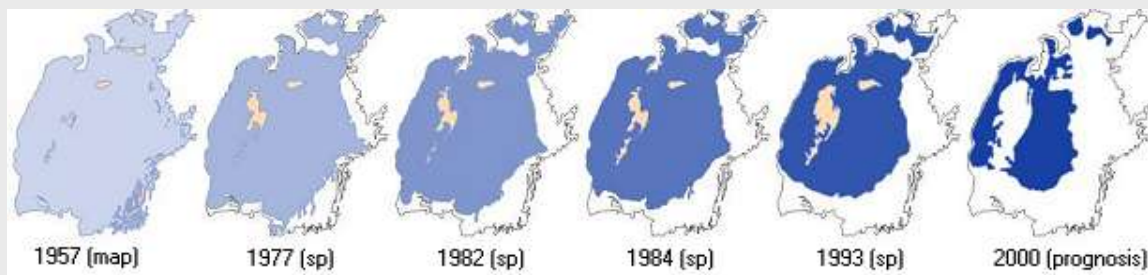 1957 (map) 1977 (sp) 1982 (sp) 1984 (sp) 1993 (sp) 2000 (prognosis)